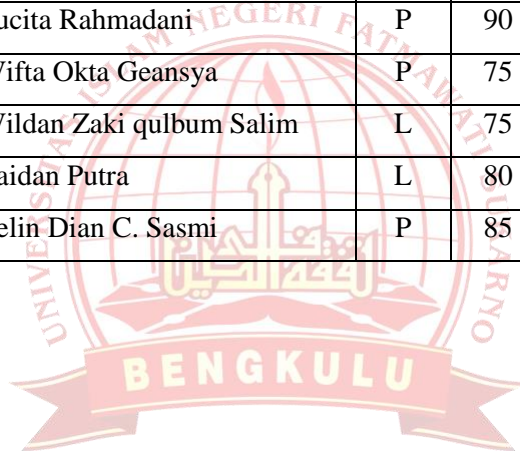 ucita Rahmadani P 90
Vifta Okta Geansya P 75
Vildan Zaki qulbum Salim L 75
aidan Putra L 80
elin Dian C. Sasmi P 85
BENGKULU